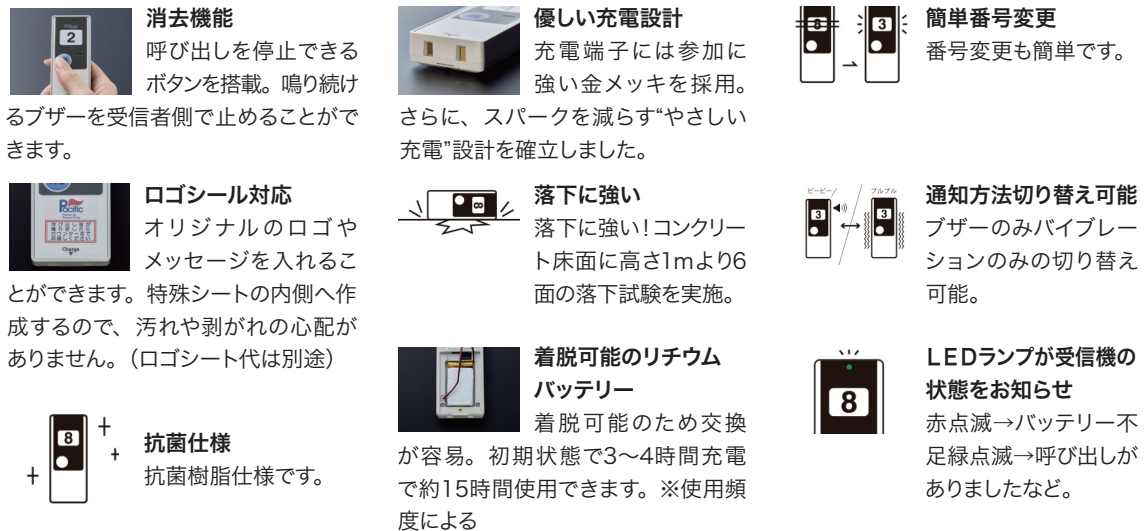 消去機能
呼び出しを停止できる
ボタンを搭載。鳴り続け
るブザーを受信者側で止めることがで
きます。
2
ロゴシール対応
オリジナルのロゴや
メッセージを入れるこ
とができます。特殊シートの内側へ作
成するので、汚れや剥がれの心配が
ありません。（ロゴシート代は別途）
Pacific
Charge
抗菌仕様
抗菌樹脂仕様です。
8
優しい充電設計
充電端子には参加に
強い金メッキを採用。
さらに、スパークを減らす“やさしい
充電”設計を確立しました。
落下に強い
落下に強い！コンクリー
ト床面に高さ1mより6
面の落下試験を実施。
8
着脱可能のリチウム
バッテリー
着脱可能のため交換
が容易。初期状態で3〜4時間充電
で約15時間使用できます。※使用頻
度による
簡単番号変更
番号変更も簡単です。
8
3
通知方法切り替え可能
ブザーのみバイブレー
ションのみの切り替え
可能。
ピーピー
ブルブル
3
3
LEDランプが受信機の
状態をお知らせ
赤点滅→バッテリー不
足緑点滅→呼び出しが
ありましたなど。
8